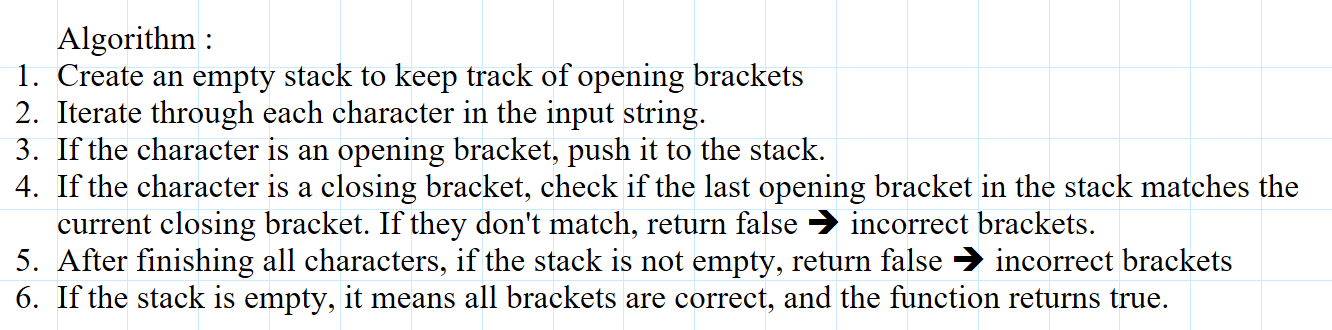 Algorithm :
1. Create an empty stack to keep track of opening brackets
2. Iterate through each character in the input string.
3. If the character is an opening bracket, push it to the stack.
4. If the character is a closing bracket, check if the last opening bracket in the stack matches the
current closing bracket. If they don't match, return false ➔ incorrect brackets.
5. After finishing all characters, if the stack is not empty, return false ➔ incorrect brackets
6. If the stack is empty, it means all brackets are correct, and the function returns true.